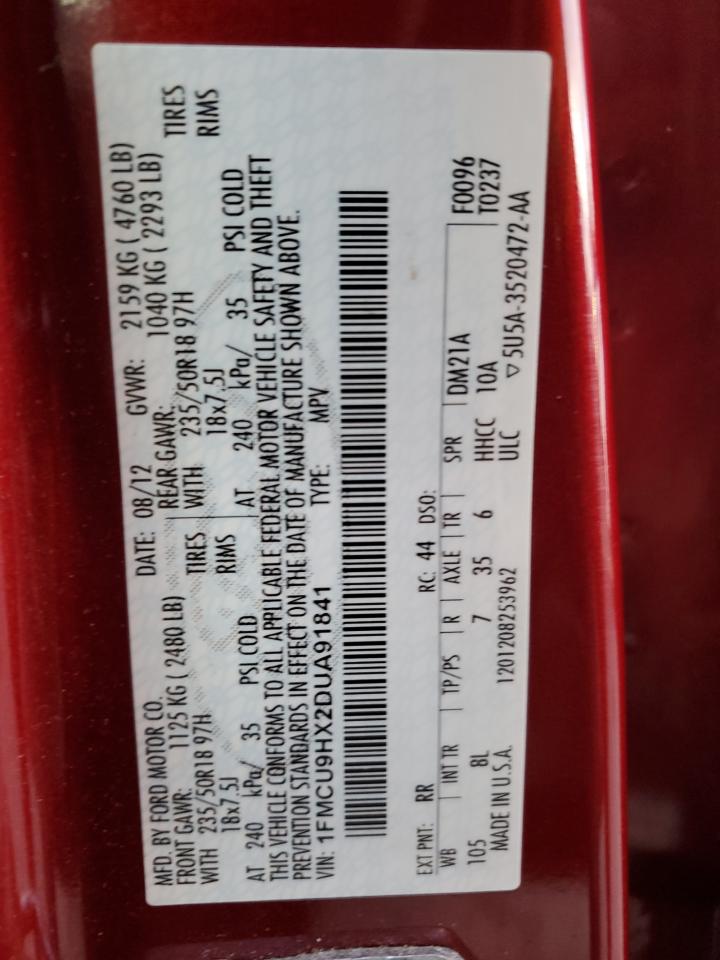 MFD. BY FORD MOTOR CO. DATE: 08/12 GVWR: 2159 KG ( 4760 LB)
FRONT GAWR: 1125 KG ( 2480 LB) REAR GAWR: 1040 KG ( 2293 LB)
WITH 235/50R18 97H TIRES WITH 235/50R18 97H TIRES
18x7.5J RIMS 18x7.5J RIMS
AT 240 kPa/ 35 PSI COLD AT 240 kPa/ 35 PSI COLD
THIS VEHICLE CONFORMS TO ALL APPLICABLE FEDERAL MOTOR VEHICLE SAFETY AND THEFT
PREVENTION STANDARDS IN EFFECT ON THE DATE OF MANUFACTURE SHOWN ABOVE.
VIN: 1FMCU9HX2DUA91841 TYPE: MPV
EXT PNT: RR RC: 44 DSO: F0096
WB INT TR TP/PS R AXLE TR SPR DM21A T0237
105 8L 7 35 6 HHCC 10A
MADE IN U.S.A. 1201208253962 ULC ▽5U5A-3520472-AA